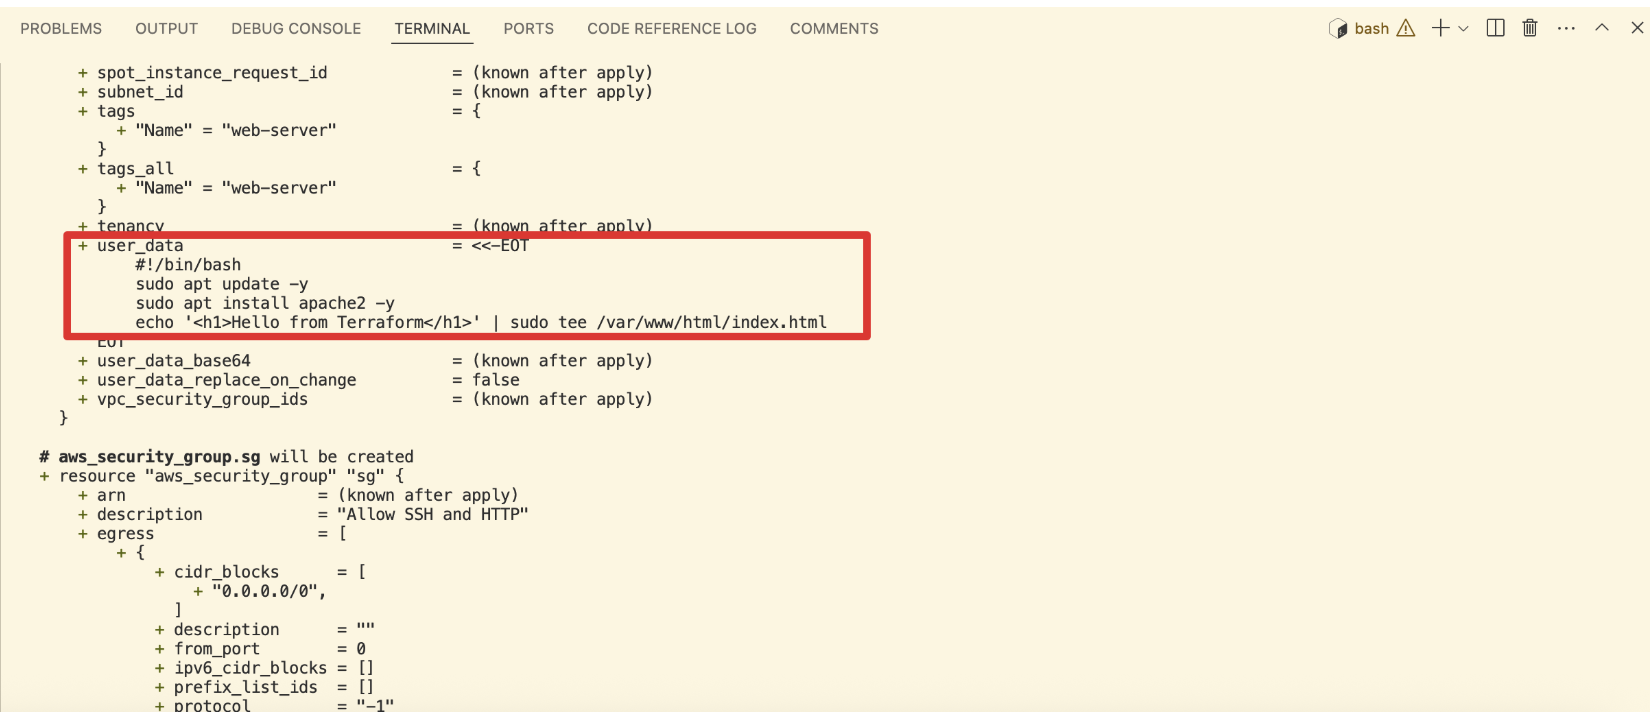 PROBLEMS OUTPUT DEBUG CONSOLE TERMINAL PORTS CODE REFERENCE LOG COMMENTS bash
+ spot_instance_request_id = (known after apply)
+ subnet_id = (known after apply)
+ tags = {
+ "Name" = "web-server"
}
+ tags_all = {
+ "Name" = "web-server"
}
+ tenancy = (known after apply)
+ user_data = <<-EOT
#!/bin/bash
sudo apt update -y
sudo apt install apache2 -y
echo '<h1>Hello from Terraform</h1>' | sudo tee /var/www/html/index.html
EOT
+ user_data_base64 = (known after apply)
+ user_data_replace_on_change = false
+ vpc_security_group_ids = (known after apply)
}
# aws_security_group.sg will be created
+ resource "aws_security_group" "sg" {
+ arn = (known after apply)
+ description = "Allow SSH and HTTP"
+ egress = [
+ {
+ cidr_blocks = [
+ "0.0.0.0/0",
]
+ description = ""
+ from_port = 0
+ ipv6_cidr_blocks = []
+ prefix_list_ids = []
+ protocol = "-1"